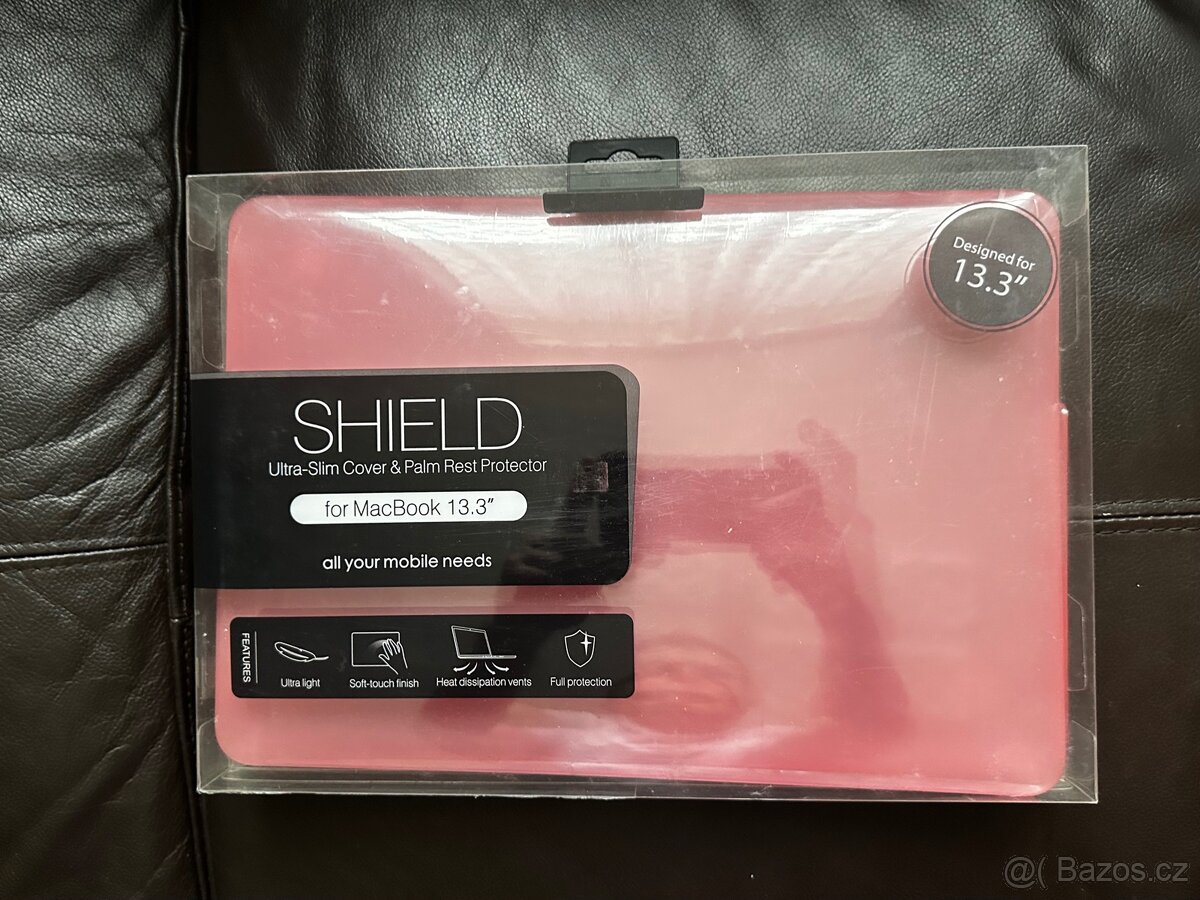 Designed for
13.3"
SHIELD
Ultra-Slim Cover & Palm Rest Protector
for MacBook 13.3"
all your mobile needs
FEATURES
Ultra light
Soft-touch finish
Heat dissipation vents
Full protection
@( Bazos.cz